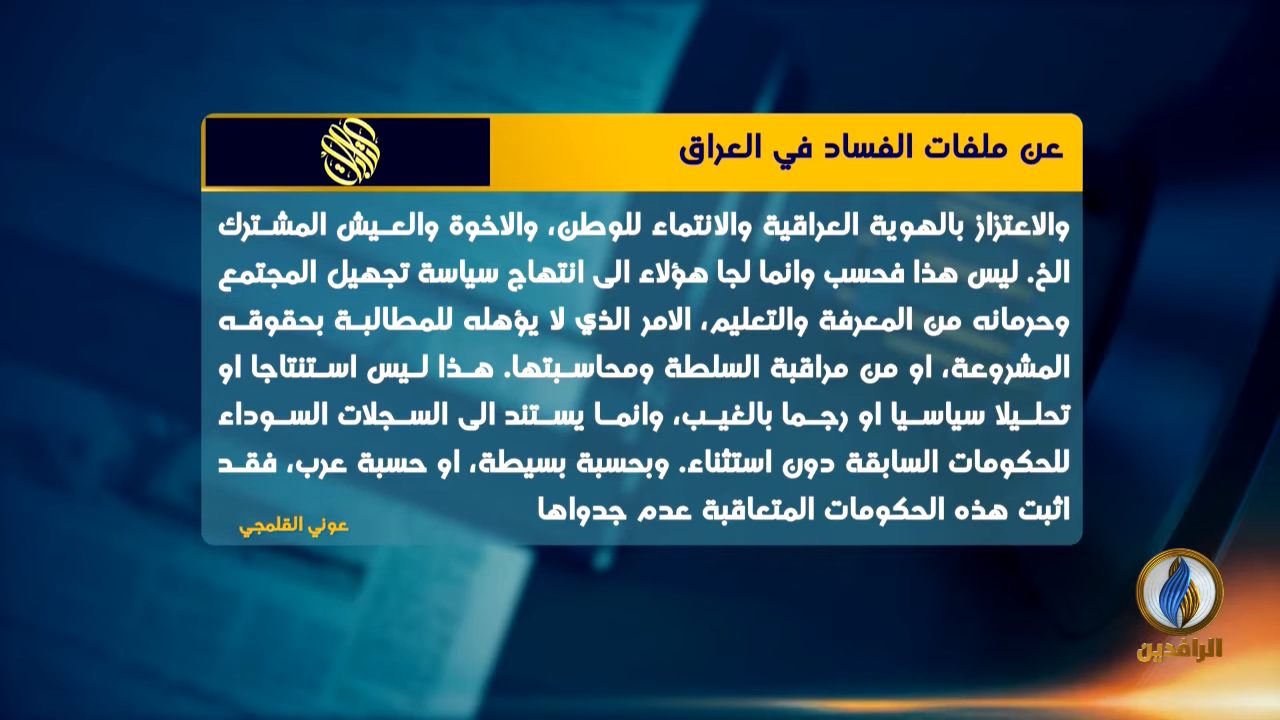 عن ملفات الفساد في العراق
والاعتزاز بالهوية العراقية والانتماء للوطن، والاخوة والعيش المشترك
الخ. ليس هذا فحسب وانما لجا هؤلاء الى انتهاج سياسة تجهيل المجتمع
وحرمانه من المعرفة والتعليم، الامر الذي لا يؤهله للمطالبة بحقوقه
المشروعة، او من مراقبة السلطة ومحاسبتها. هذا ليس استنتاجا او
تحليلا سياسيا او رجما بالغيب، وانما يستند الى السجلات السوداء
للحكومات السابقة دون استثناء. وبحسبة بسيطة، او حسبة عرب، فقد
اثبت هذه الحكومات المتعاقبة عدم جدواها
عوني القلمجي
الرافدين